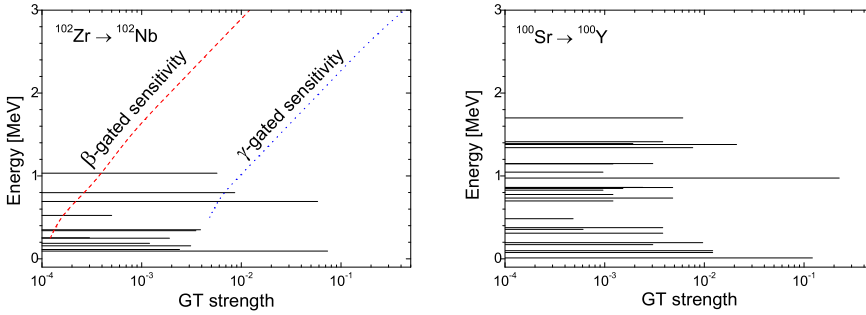 3
2
1
0
Energy [MeV]
¹⁰²Zr → ¹⁰²Nb
β-gated sensitivity
γ-gated sensitivity
10⁻⁴ 10⁻³ 10⁻² 10⁻¹
GT strength
3
2
1
0
Energy [MeV]
¹⁰⁰Sr → ¹⁰⁰Y
10⁻⁴ 10⁻³ 10⁻² 10⁻¹
GT strength